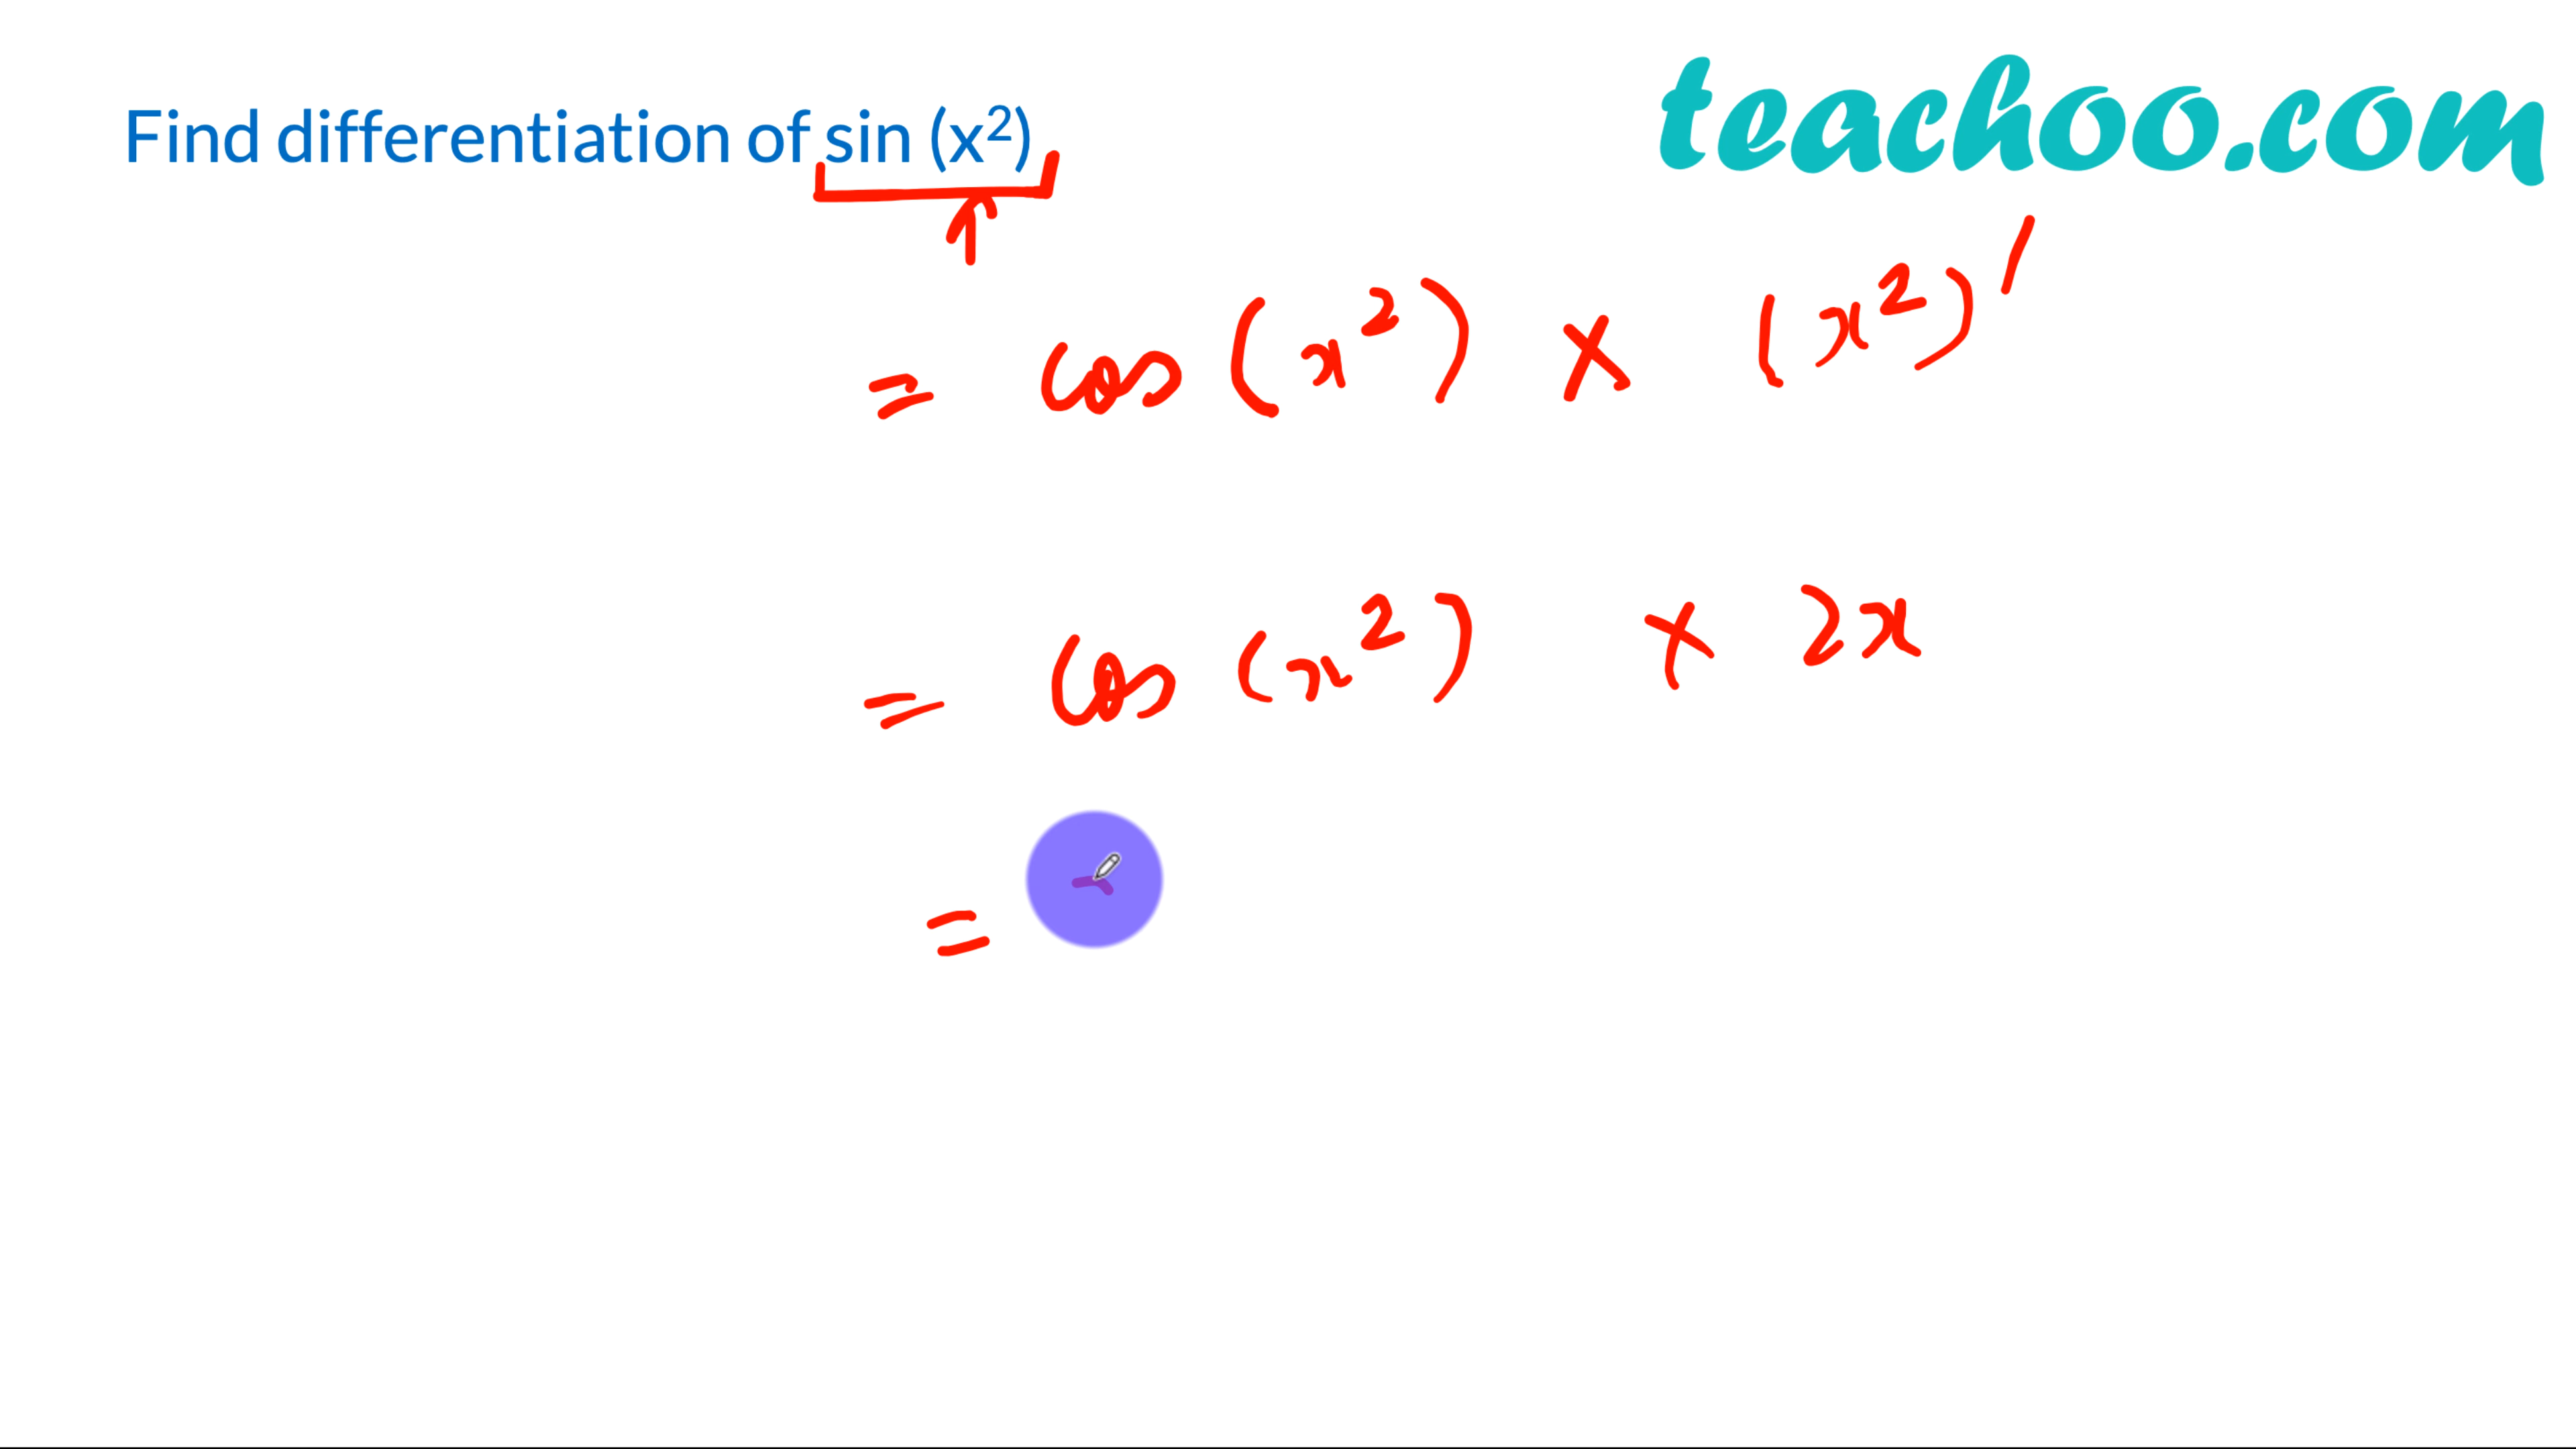 Find differentiation of sin (x²)
teachoo.com
= cos (x²) × (x²)'
= cos (x²) × 2x
=